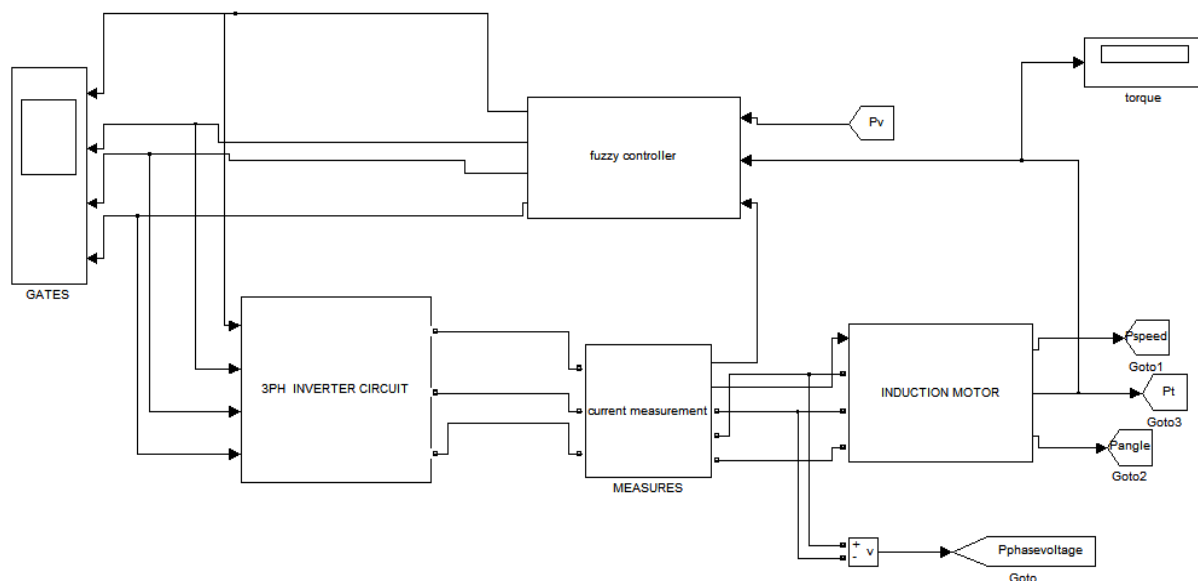 Pv
torque
fuzzy controller
GATES
3PH INVERTER CIRCUIT
current measurement
MEASURES
INDUCTION MOTOR
Pspeed
Goto1
Pt
Goto3
Pangle
Goto2
+
-
v
Pphasevoltage
Goto